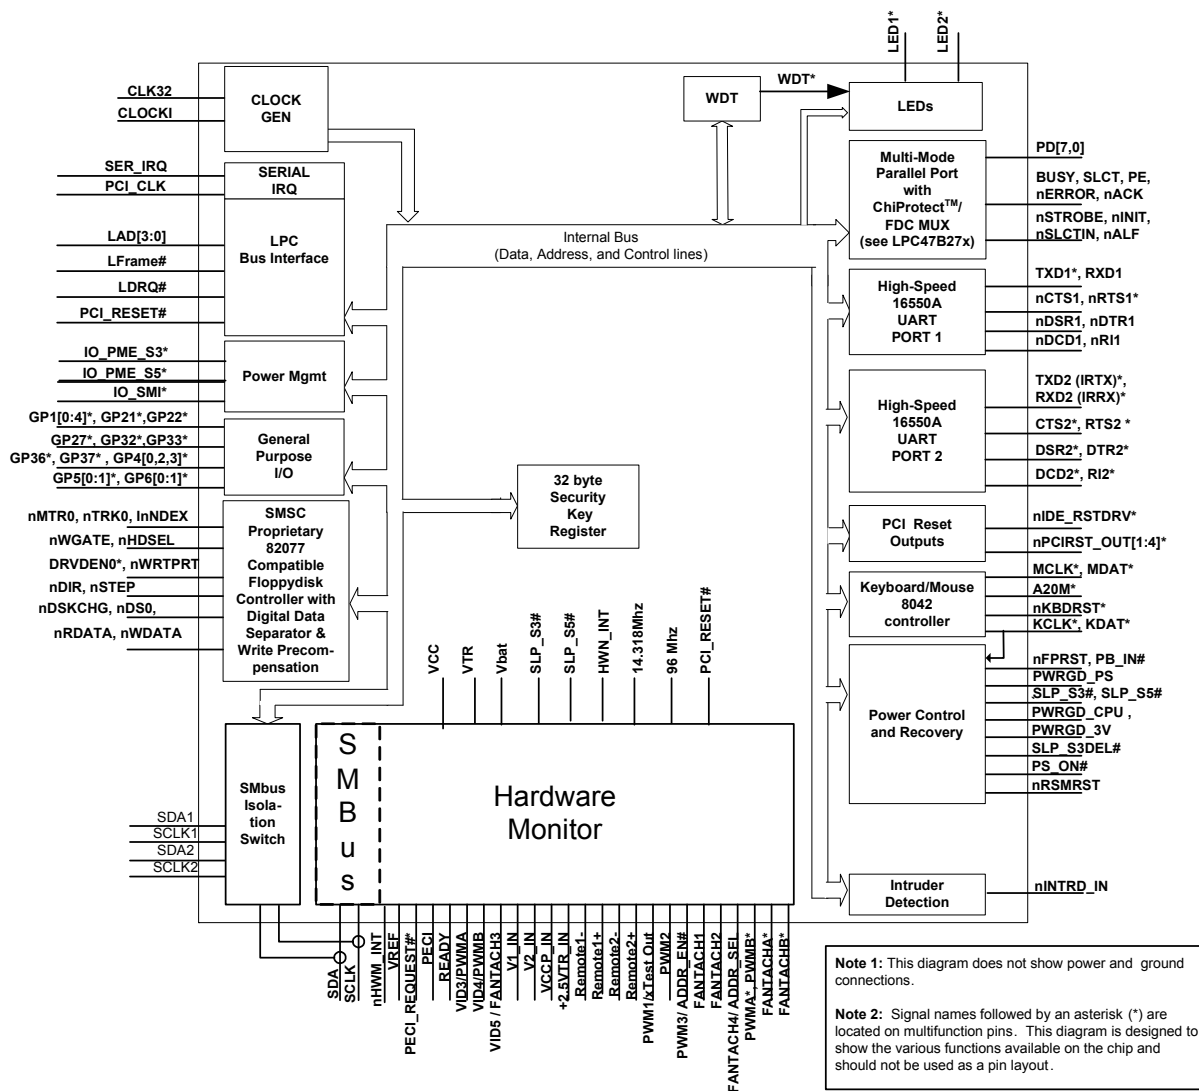 LED1*
LED2*
CLK32
CLOCKI
CLOCK
GEN
WDT
WDT*
LEDs
SER_IRQ
PCI_CLK
SERIAL
IRQ
LAD[3:0]
LFrame#
LDRQ#
PCI_RESET#
LPC
Bus Interface
Multi-Mode
Parallel Port
with
ChiProtect™/
FDC MUX
(see LPC47B27x)
PD[7,0]
BUSY, SLCT, PE,
nERROR, nACK
nSTROBE, nINIT,
nSLCTIN, nALF
Internal Bus
(Data, Address, and Control lines)
High-Speed
16550A
UART
PORT 1
TXD1*, RXD1
nCTS1, nRTS1*
nDSR1, nDTR1
nDCD1, nRI1
IO_PME_S3*
IO_PME_S5*
IO_SMI*
Power Mgmt
GP1[0:4]*, GP21*,GP22*
GP27*, GP32*,GP33*
GP36*, GP37* , GP4[0,2,3]*
GP5[0:1]*, GP6[0:1]*
General
Purpose
I/O
High-Speed
16550A
UART
PORT 2
TXD2 (IRTX)*,
RXD2 (IRRX)*
CTS2*, RTS2 *
DSR2*, DTR2*
DCD2*, RI2*
32 byte
Security
Key
Register
nMTR0, nTRK0, InNDEX
nWGATE, nHDSEL
DRVDEN0*, nWRTPRT
nDIR, nSTEP
nDSKCHG, nDS0,
nRDATA, nWDATA
SMSC
Proprietary
82077
Compatible
Floppydisk
Controller with
Digital Data
Separator &
Write Precom-
pensation
PCI Reset
Outputs
nIDE_RSTDRV*
nPCIRST_OUT[1:4]*
Keyboard/Mouse
8042
controller
MCLK*, MDAT*
A20M*
nKBDRST*
KCLK*, KDAT*
Power Control
and Recovery
nFPRST, PB_IN#
PWRGD_PS
SLP_S3#, SLP_S5#
PWRGD_CPU ,
PWRGD_3V
SLP_S3DEL#
PS_ON#
nRSMRST
VCC
VTR
Vbat
SLP_S3#
SLP_S5#
HWN_INT
14.318Mhz
96 Mhz
PCI_RESET#
SDA1
SCLK1
SDA2
SCLK2
SMbus
Isola-
tion
Switch
S
M
B
u
s
Hardware
Monitor
Intruder
Detection
nINTRD_IN
SDA
SCLK
nHWM_INT
VREF
PECI_REQUEST#*
PECI
READY
VID3/PWMA
VID4/PWMB
VID5 / FANTACH3
V1_IN
V2_IN
VCCP_IN
+2.5VTR_IN
Remote1-
Remote1+
Remote2-
Remote2+
PWM1/xTest Out
PWM2
PWM3/ ADDR_EN#
FANTACH1
FANTACH2
FANTACH4/ ADDR_SEL
PWMA*, PWMB*
FANTACHA*
FANTACHB*
Note 1: This diagram does not show power and ground
connections.
Note 2: Signal names followed by an asterisk (*) are
located on multifunction pins. This diagram is designed to
show the various functions available on the chip and
should not be used as a pin layout.